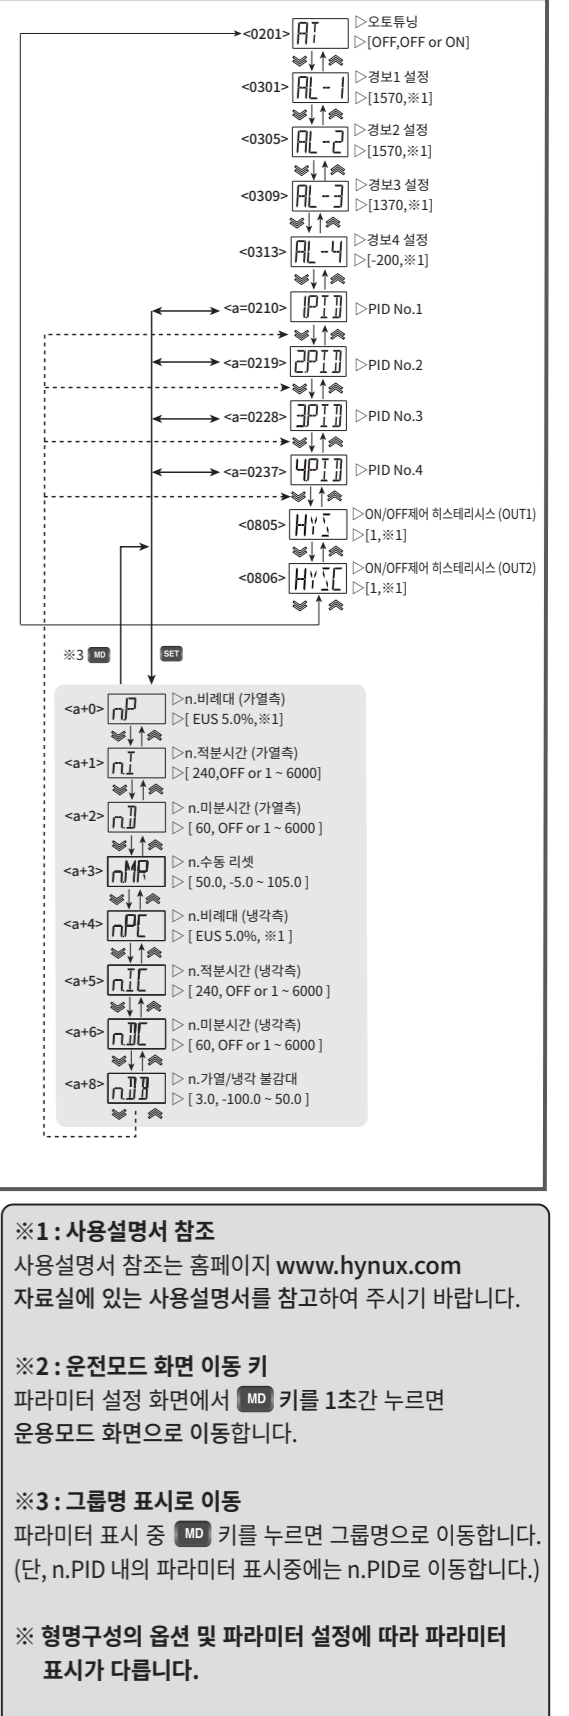 <0201> AT ▷오토튜닝
▷[OFF,OFF or ON]
<0301> AL-1 ▷경보1 설정
▷[1570,※1]
<0305> AL-2 ▷경보2 설정
▷[1570,※1]
<0309> AL-3 ▷경보3 설정
▷[1370,※1]
<0313> AL-4 ▷경보4 설정
▷[-200,※1]
<a=0210> 1PID ▷PID No.1
<a=0219> 2.PID ▷PID No.2
<a=0228> 3PID ▷PID No.3
<a=0237> 4PID ▷PID No.4
<0805> HYS ▷ON/OFF제어 히스테리시스 (OUT1)
▷[1,※1]
<0806> HYSC ▷ON/OFF제어 히스테리시스 (OUT2)
▷[1,※1]
※3 MD SET
<a+0> nP ▷n.비례대 (가열측)
▷[ EUS 5.0%,※1]
<a+1> n.I ▷n.적분시간 (가열측)
▷[ 240,OFF or 1 ~ 6000]
<a+2> n.D ▷ n.미분시간 (가열측)
▷ [ 60, OFF or 1 ~ 6000 ]
<a+3> nMR ▷ n.수동 리셋
▷ [ 50.0, -5.0 ~ 105.0 ]
<a+4> nPC ▷ n.비례대 (냉각측)
▷ [ EUS 5.0%, ※1 ]
<a+5> n.IC ▷ n.적분시간 (냉각측)
▷ [ 240, OFF or 1 ~ 6000 ]
<a+6> n.DC ▷ n.미분시간 (냉각측)
▷ [ 60, OFF or 1 ~ 6000 ]
<a+8> n.DB ▷ n.가열/냉각 불감대
▷ [ 3.0, -100.0 ~ 50.0 ]
※1 : 사용설명서 참조
사용설명서 참조는 홈페이지 www.hynux.com
자료실에 있는 사용설명서를 참고하여 주시기 바랍니다.
※2 : 운전모드 화면 이동 키
파라미터 설정 화면에서 MD 키를 1초간 누르면
운용모드 화면으로 이동합니다.
※3 : 그룹명 표시로 이동
파라미터 표시 중 MD 키를 누르면 그룹명으로 이동합니다.
(단, n.PID 내의 파라미터 표시중에는 n.PID로 이동합니다.)
※ 형명구성의 옵션 및 파라미터 설정에 따라 파라미터
표시가 다릅니다.